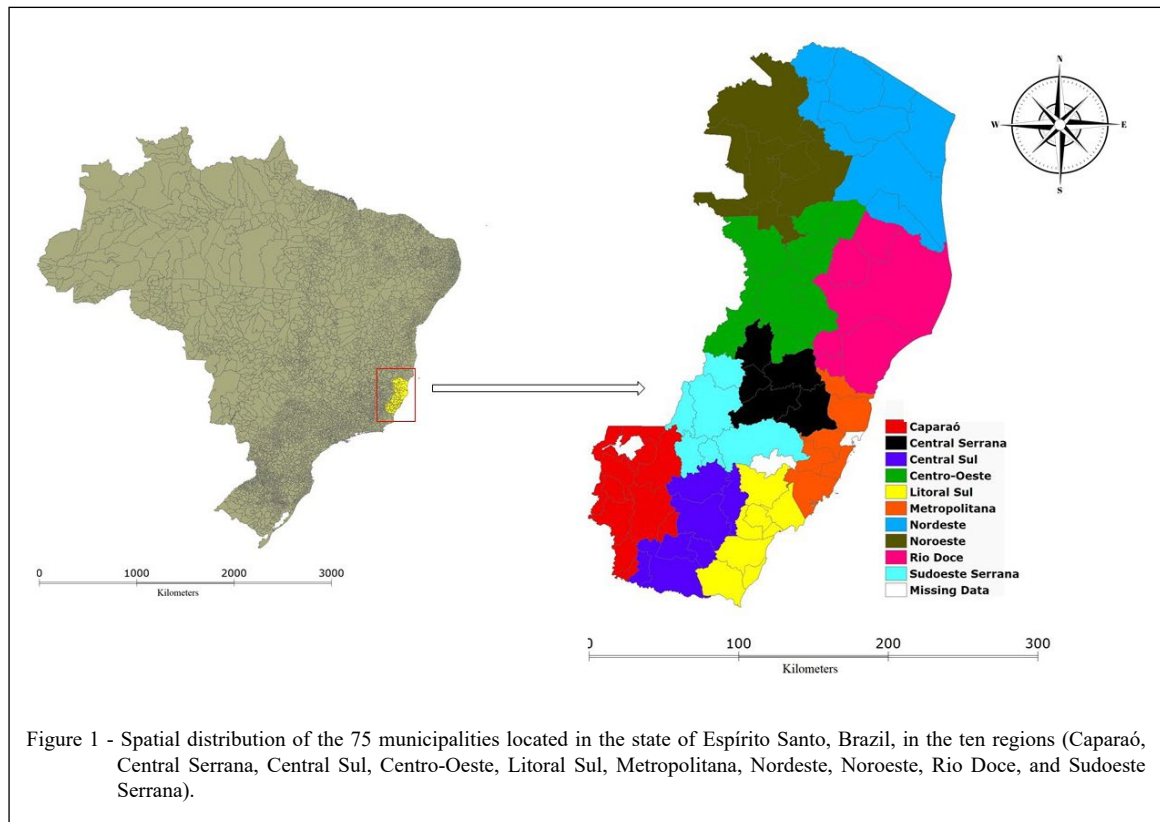 N
W
E
S
Caparaó
Central Serrana
Central Sul
Centro-Oeste
Litoral Sul
Metropolitana
Nordeste
Noroeste
Rio Doce
Sudoeste Serrana
Missing Data
0 1000 2000 3000
Kilometers
0 100 200 300
Kilometers
Figure 1 - Spatial distribution of the 75 municipalities located in the state of Espírito Santo, Brazil, in the ten regions (Caparaó,
Central Serrana, Central Sul, Centro-Oeste, Litoral Sul, Metropolitana, Nordeste, Noroeste, Rio Doce, and Sudoeste
Serrana).